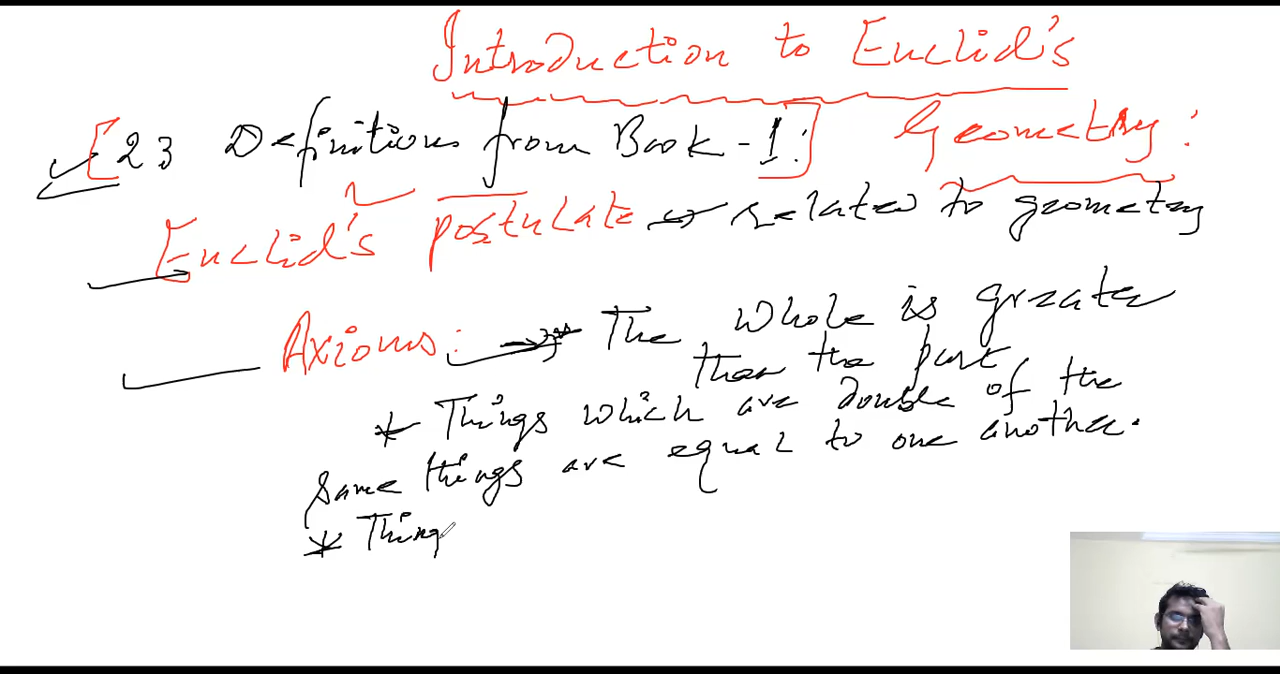 Introduction to Euclid's
Geometry:
[23 Definitions from Book-1:]
Euclid's postulate related to geometry
Axioms: The whole is greater
than the part
* Things which are double of the
same things are equal to one another.
* Thing